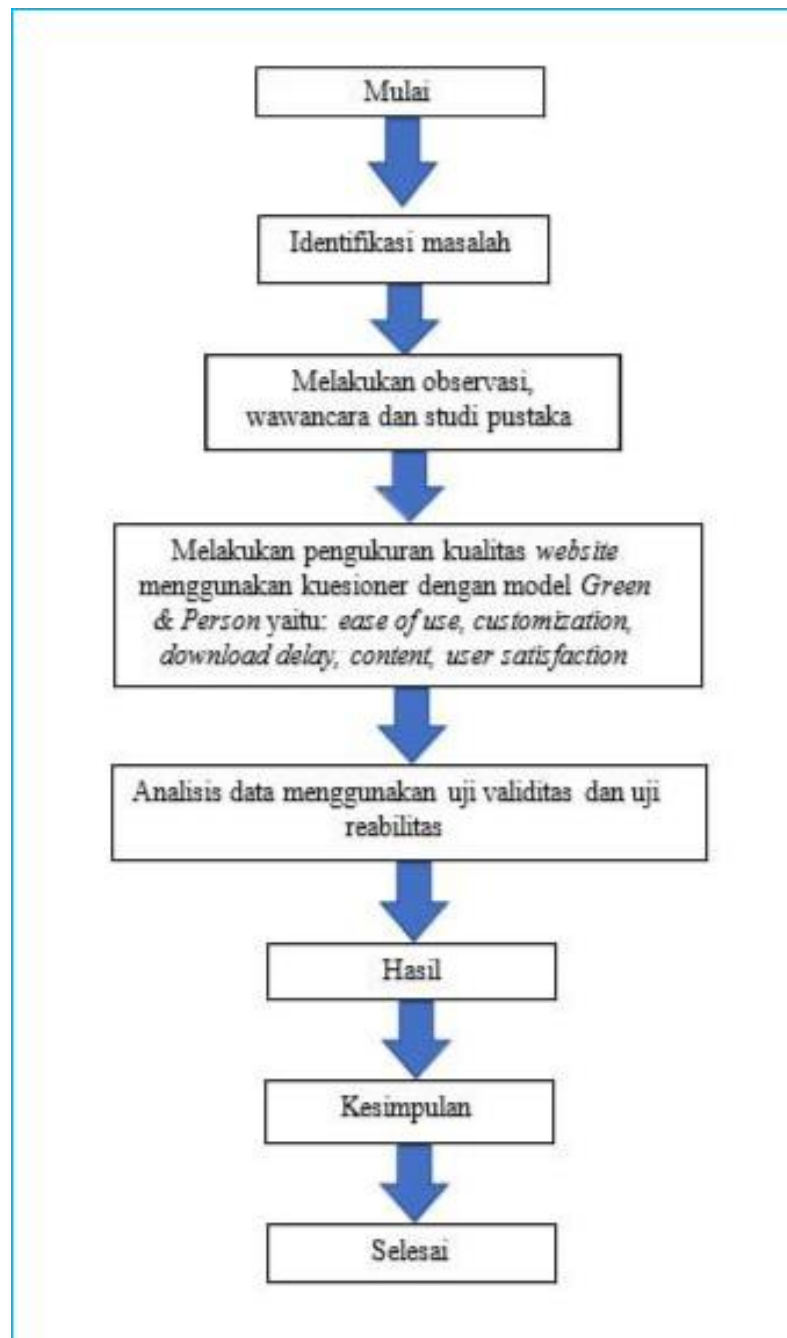 Mulai
Identifikasi masalah
Melakukan observasi,
wawancara dan studi pustaka
Melakukan pengukuran kualitas website
menggunakan kuesioner dengan model Green
& Person yaitu: ease of use, customization,
download delay, content, user satisfaction
Analisis data menggunakan uji validitas dan uji
reabilitas
Hasil
Kesimpulan
Selesai